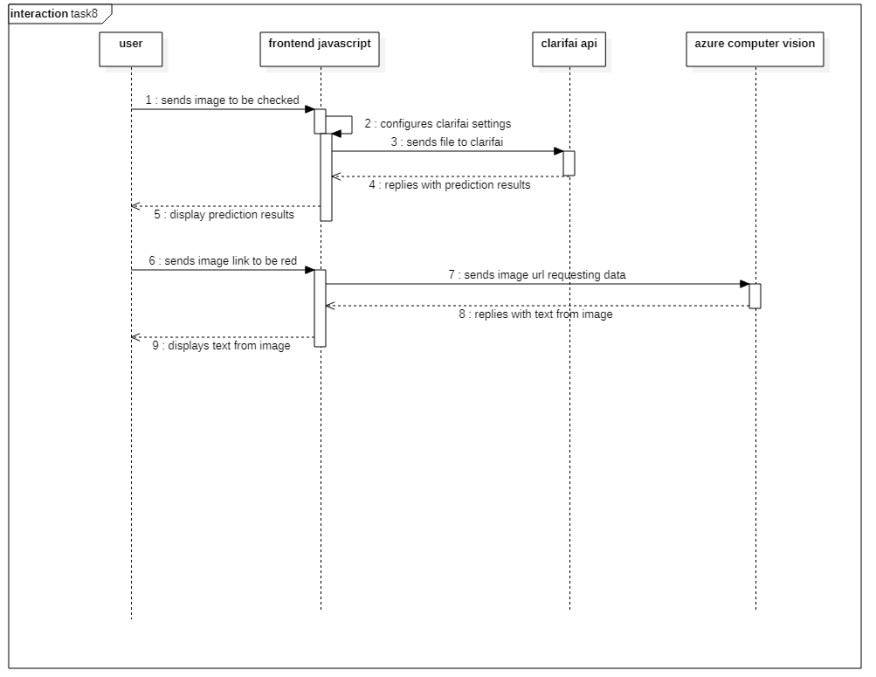 interaction task8
user
frontend javascript
clarifai api
azure computer vision
1 : sends image to be checked
2 : configures clarifai settings
3 : sends file to clarifai
4 : replies with prediction results
5 : display prediction results
6 : sends image link to be red
7 : sends image url requesting data
8 : replies with text from image
9 : displays text from image